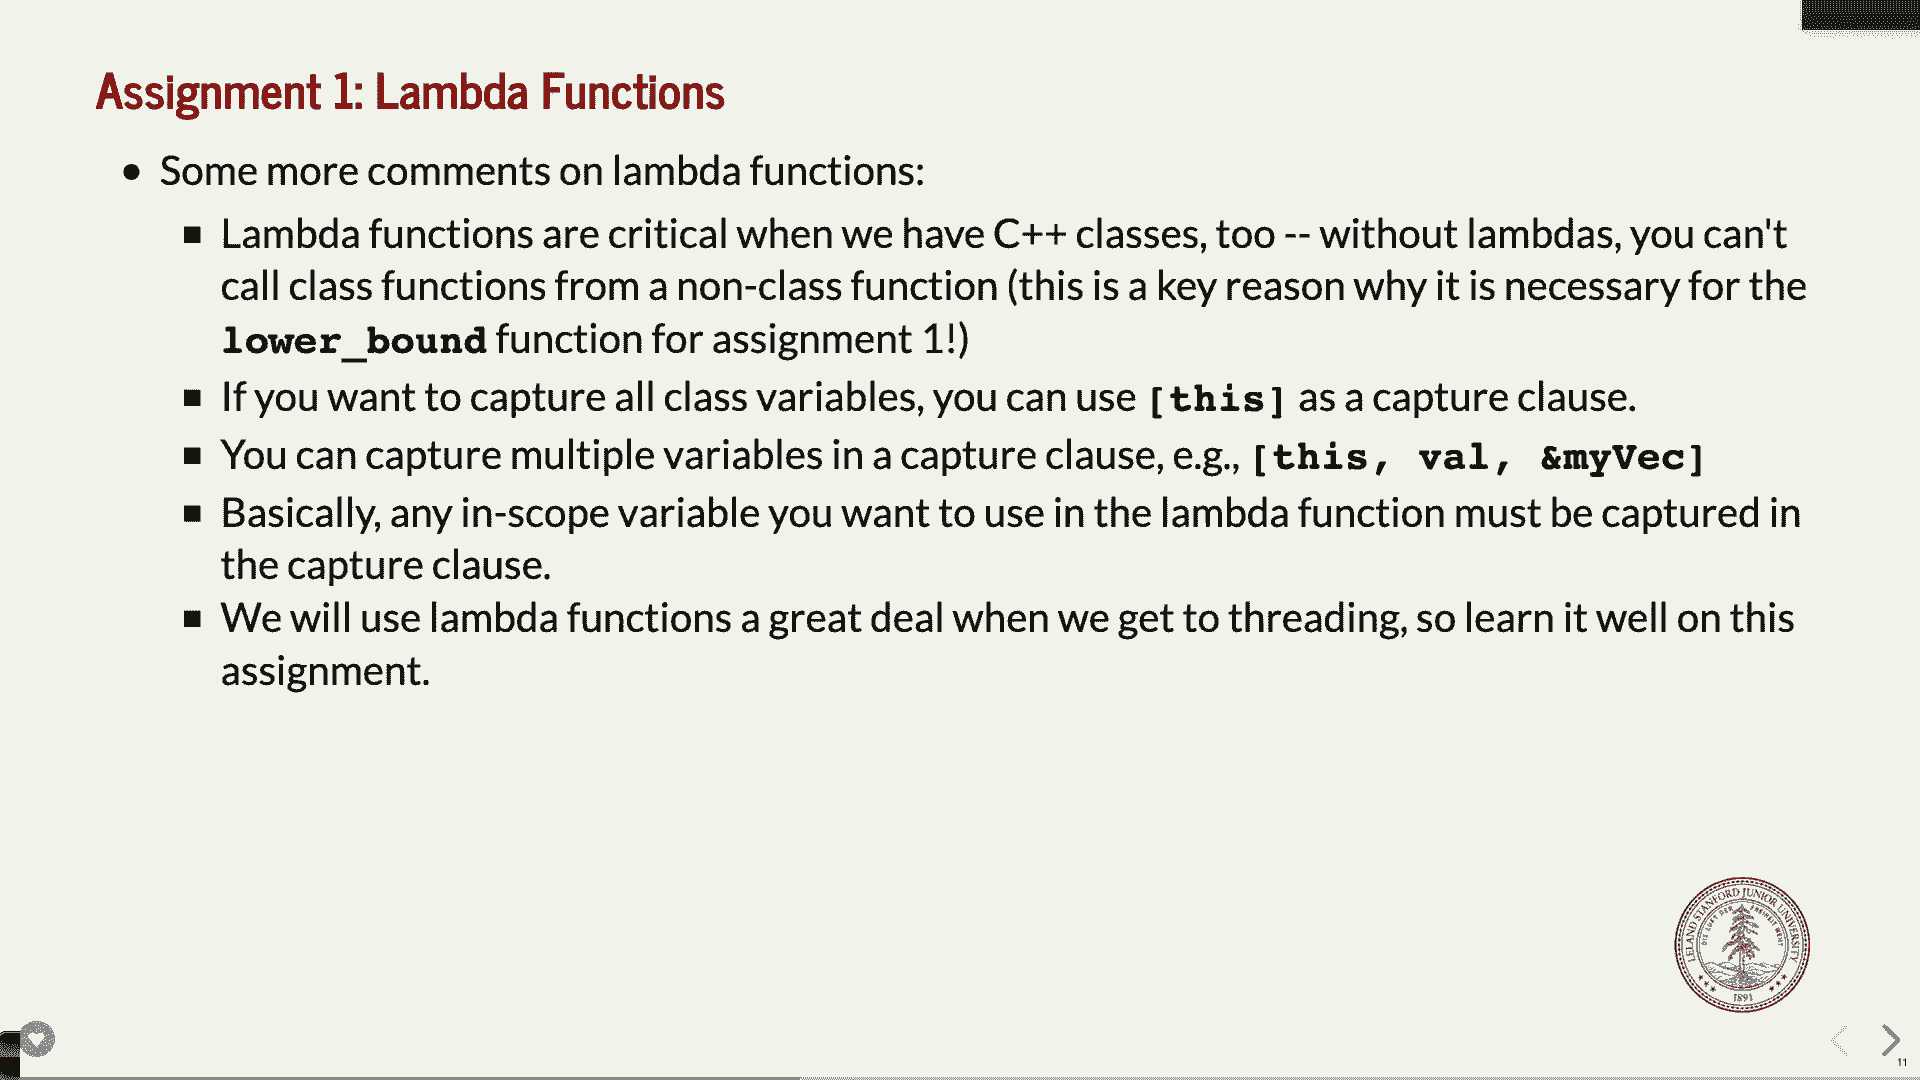 Assignment 1: Lambda Functions
Some more comments on lambda functions:
Lambda functions are critical when we have C++ classes, too -- without lambdas, you can't
call class functions from a non-class function (this is a key reason why it is necessary for the
lower_bound function for assignment 1!)
If you want to capture all class variables, you can use [this] as a capture clause.
You can capture multiple variables in a capture clause, e.g., [this, val, &myVec]
Basically, any in-scope variable you want to use in the lambda function must be captured in
the capture clause.
We will use lambda functions a great deal when we get to threading, so learn it well on this
assignment.
LELAND STANFORD JUNIOR UNIVERSITY
DIE LUFT DER FREIHEIT WEHT
1891
11